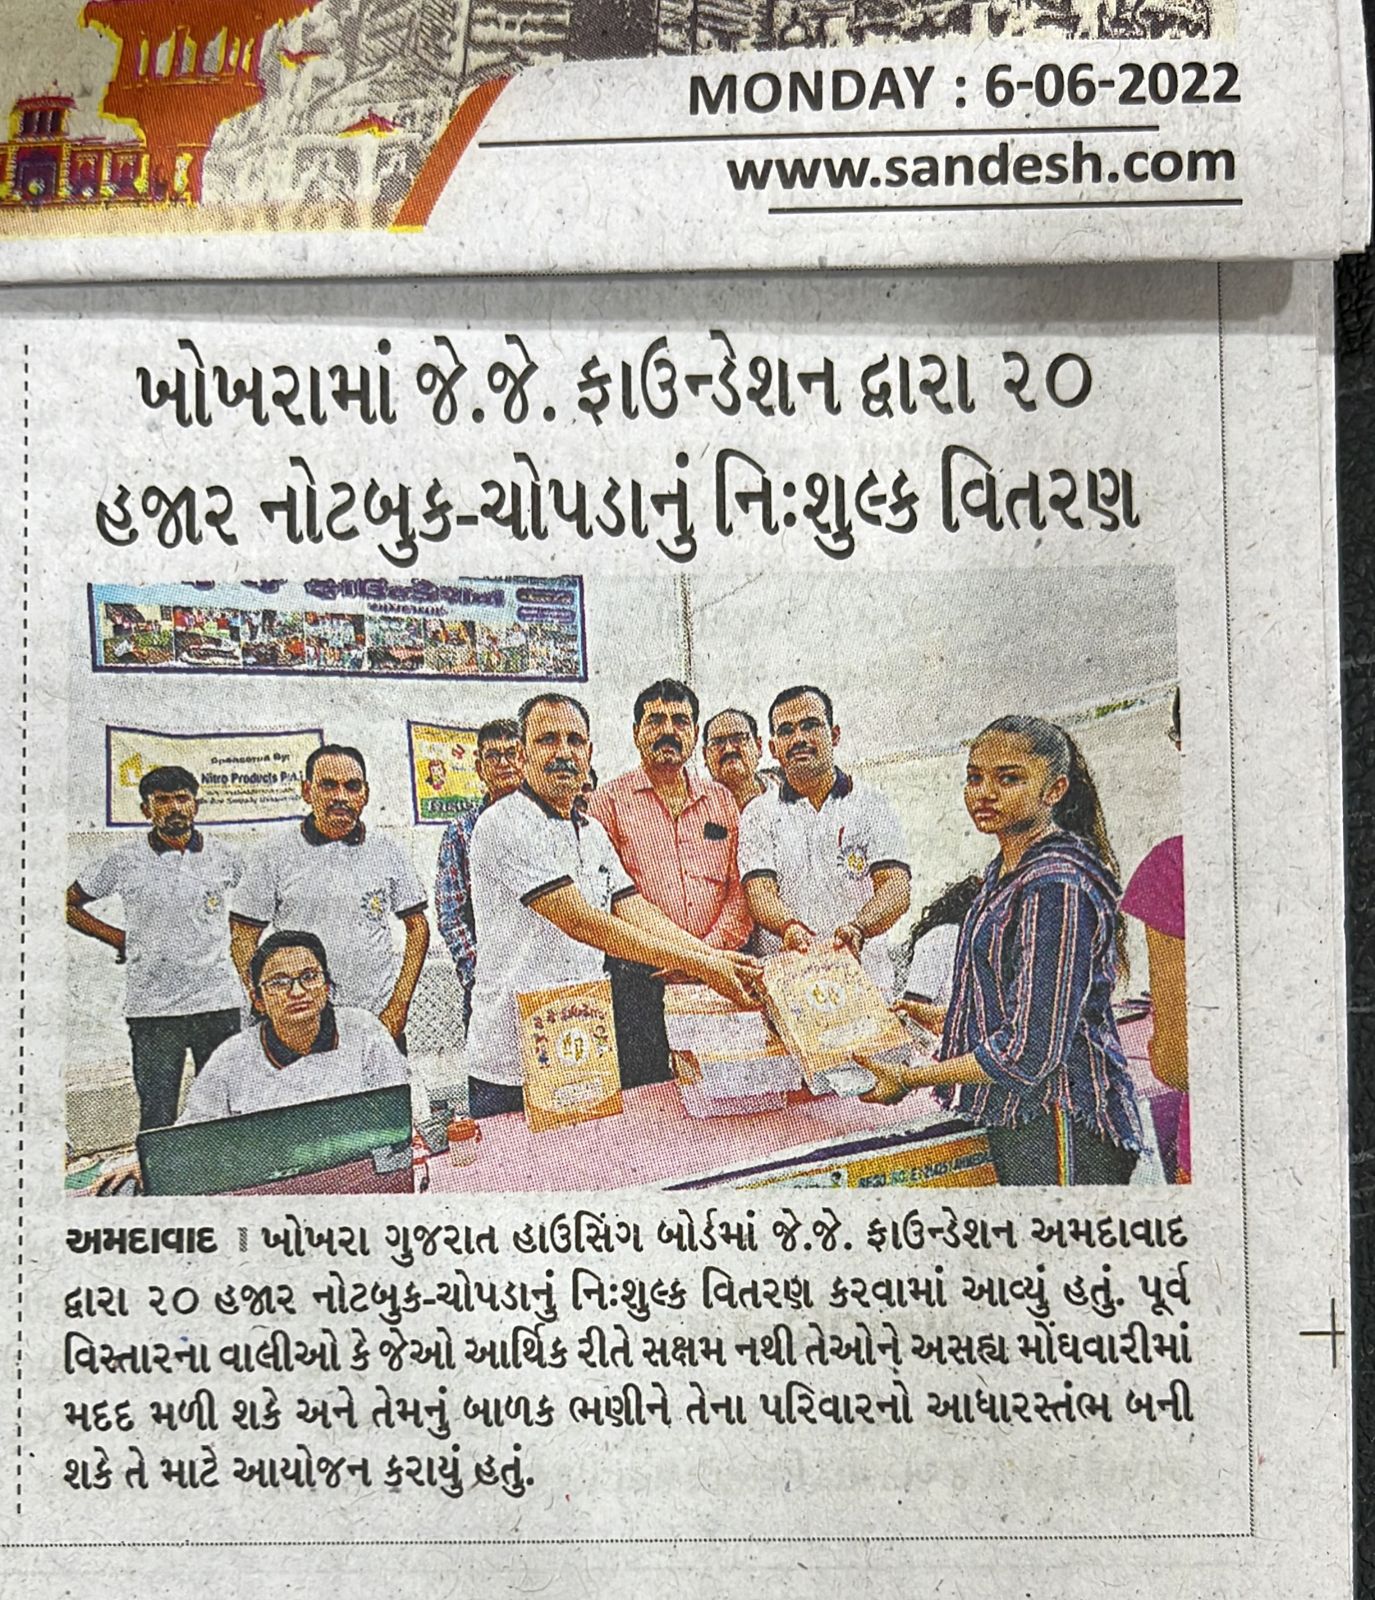 MONDAY : 6-06-2022
www.sandesh.com
ખોખરામાં જે.જે. ફાઉન્ડેશન દ્વારા ૨૦
હજાર નોટબુક-ચોપડાનું નિઃશુલ્ક વિતરણ
ફાઉન્ડેશન
અમદાવાદ
Sponsored By:
Nitro Products Pvt.
અમદાવાદ | ખોખરા ગુજરાત હાઉસિંગ બોર્ડમાં જે.જે. ફાઉન્ડેશન અમદાવાદ
દ્વારા ૨૦ હજાર નોટબુક-ચોપડાનું નિઃશુલ્ક વિતરણ કરવામાં આવ્યું હતું. પૂર્વ
વિસ્તારના વાલીઓ કે જેઓ આર્થિક રીતે સક્ષમ નથી તેઓને અસહ્ય મોંઘવારીમાં
મદદ મળી શકે અને તેમનું બાળક ભણીને તેના પરિવારનો આધારસ્તંભ બની
શકે તે માટે આયોજન કરાયું હતું.